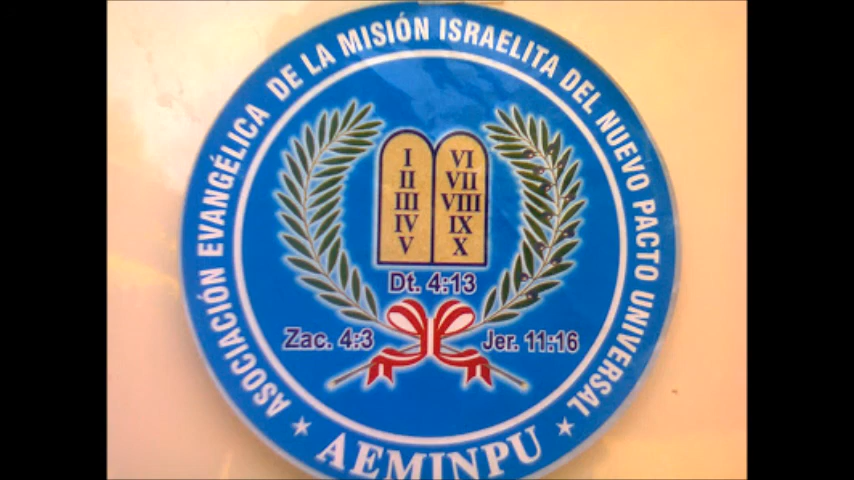 ASOCIACIÓN EVANGÉLICA DE LA MISIÓN ISRAELITA DEL NUEVO PACTO UNIVERSAL
I VI
II VII
III VIII
IV IX
V X
Dt. 4:13
Zac. 4:3 Jer. 11:16
AEMINPU